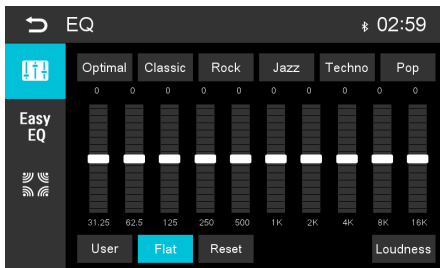 EQ 02:59
Optimal Classic Rock Jazz Techno Pop
0 0 0 0 0 0 0 0 0 0
Easy
EQ
31.25 62.5 125 250 500 1K 2K 4K 8K 16K
User Flat Reset Loudness